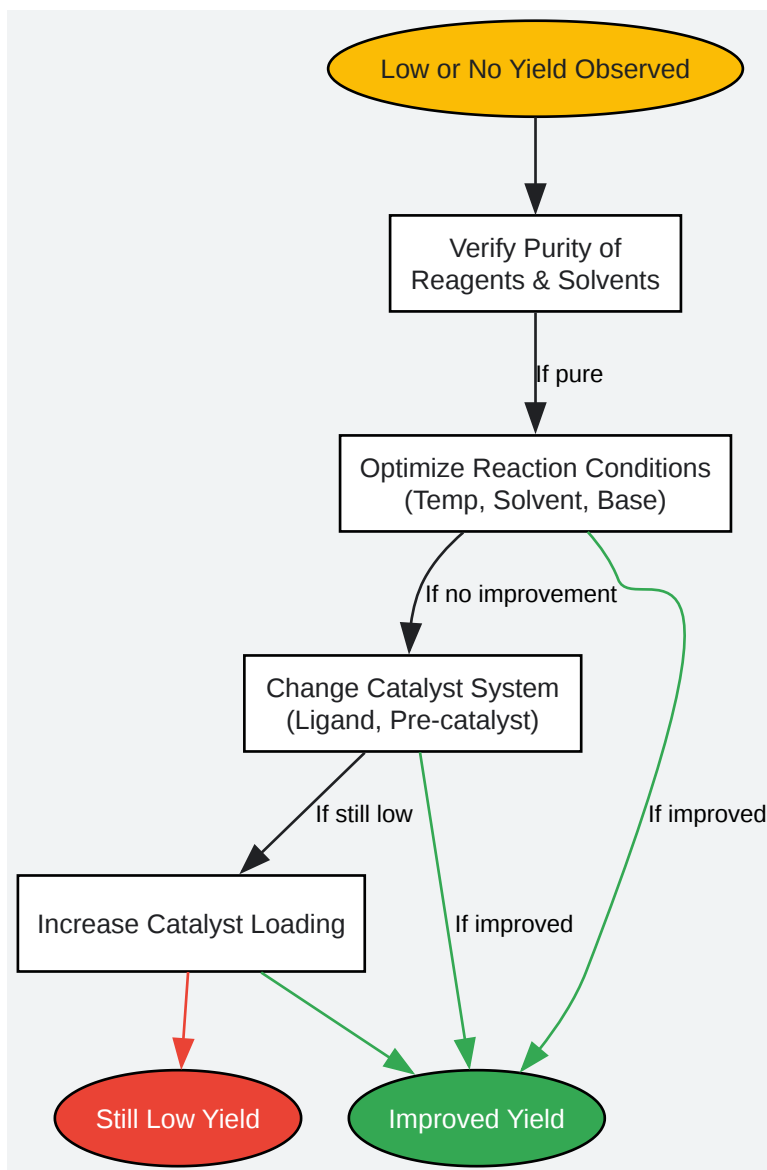 Low or No Yield Observed
Verify Purity of
Reagents & Solvents
If pure
Optimize Reaction Conditions
(Temp, Solvent, Base)
If no improvement
Change Catalyst System
(Ligand, Pre-catalyst)
If still low
If improved
Increase Catalyst Loading
If improved
Still Low Yield
Improved Yield